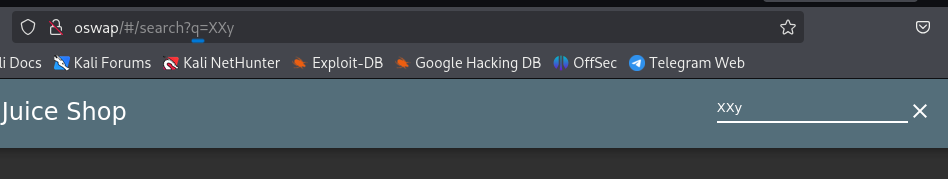 oswap/#/search?q=XXy
li Docs Kali Forums Kali NetHunter Exploit-DB Google Hacking DB OffSec Telegram Web
Juice Shop XXy